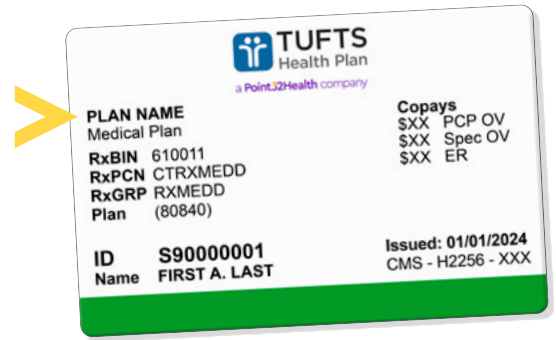 TUFTS
Health Plan
a Point32Health company
PLAN NAME
Medical Plan
RxBIN 610011
RxPCN CTRXMEDD
RxGRP RXMEDD
Plan (80840)
Copays
$XX PCP OV
$XX Spec OV
$XX ER
ID S90000001
Name FIRST A. LAST
Issued: 01/01/2024
CMS - H2256 - XXX